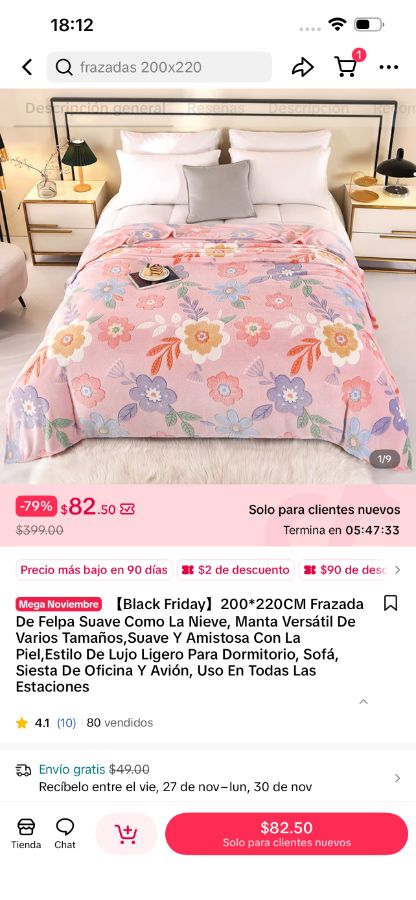 18:12
frazadas 200x220
1
Descripción general Reseñas Descripción Recom
1/9
-79% $82.50
Solo para clientes nuevos
$399.00
Termina en 05:47:33
Precio más bajo en 90 días
$2 de descuento
$90 de desc
Mega Noviembre 【Black Friday】200*220CM Frazada
De Felpa Suave Como La Nieve, Manta Versátil De
Varios Tamaños,Suave Y Amistosa Con La
Piel,Estilo De Lujo Ligero Para Dormitorio, Sofá,
Siesta De Oficina Y Avión, Uso En Todas Las
Estaciones
4.1 (10) 80 vendidos
Envío gratis $49.00
Recíbelo entre el vie, 27 de nov–lun, 30 de nov
Tienda
Chat
$82.50
Solo para clientes nuevos